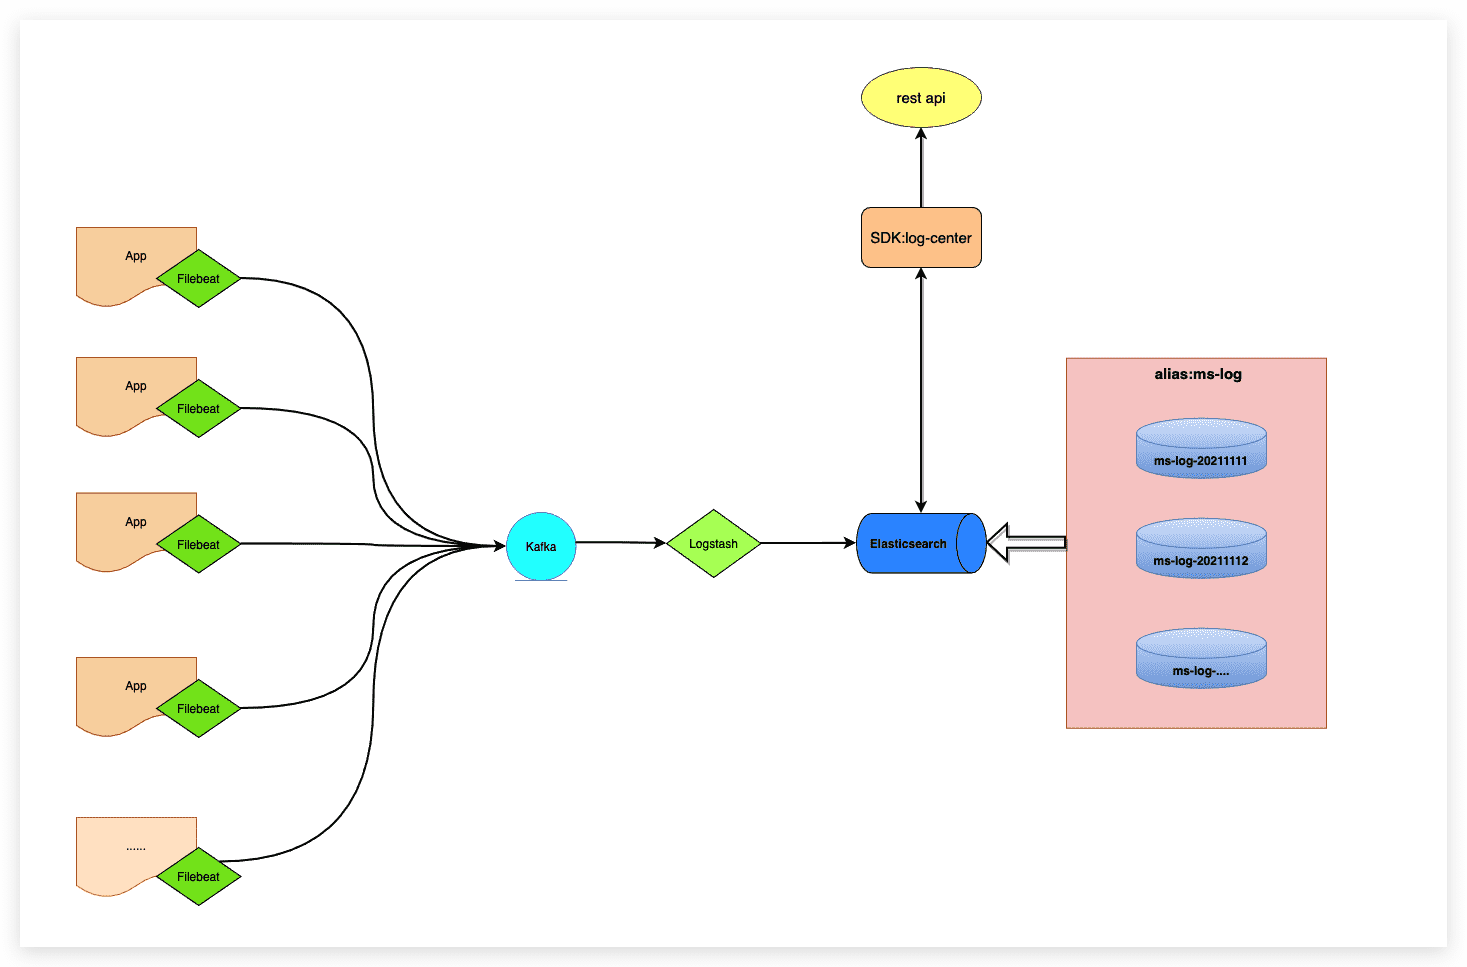 rest api
SDK:log-center
App
Filebeat
App
Filebeat
App
Filebeat
App
Filebeat
......
Filebeat
Kafka
Logstash
Elasticsearch
alias:ms-log
ms-log-20211111
ms-log-20211112
ms-log-....